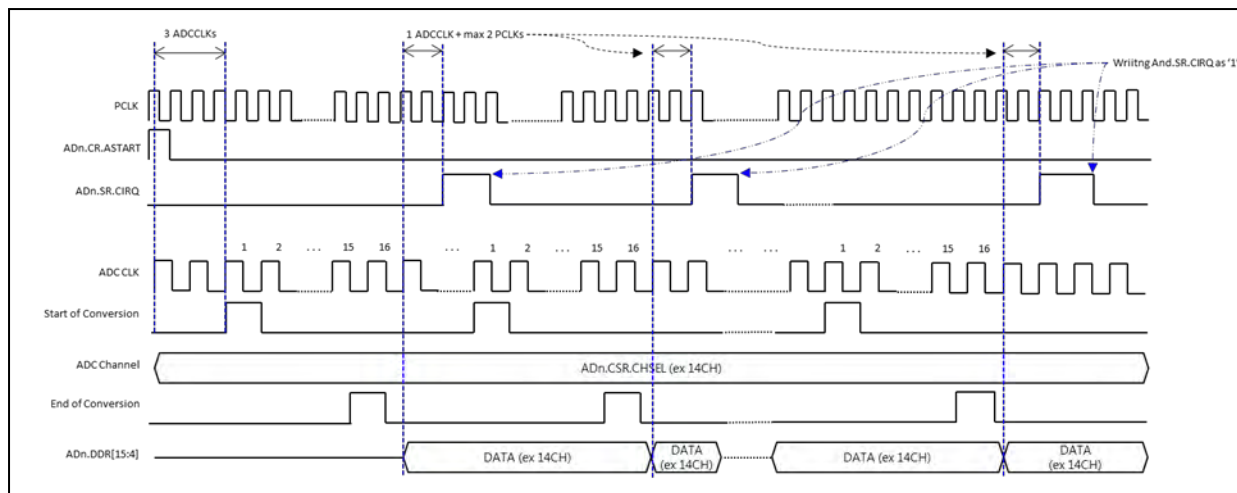 3 ADCCLKs
1 ADCCLK + max 2 PCLKs
Wriitng And.SR.CIRQ as '1'
PCLK
ADn.CR.ASTART
ADn.SR.CIRQ
1 2 ... 15 16 ... 1 2 ... 15 16 ... ... 1 2 ... 15 16
ADC CLK
Start of Conversion
ADC Channel
ADn.CSR.CHSEL (ex 14CH)
End of Conversion
ADn.DDR[15:4]
DATA (ex 14CH)
DATA
(ex 14CH)
DATA (ex 14CH)
DATA
(ex 14CH)